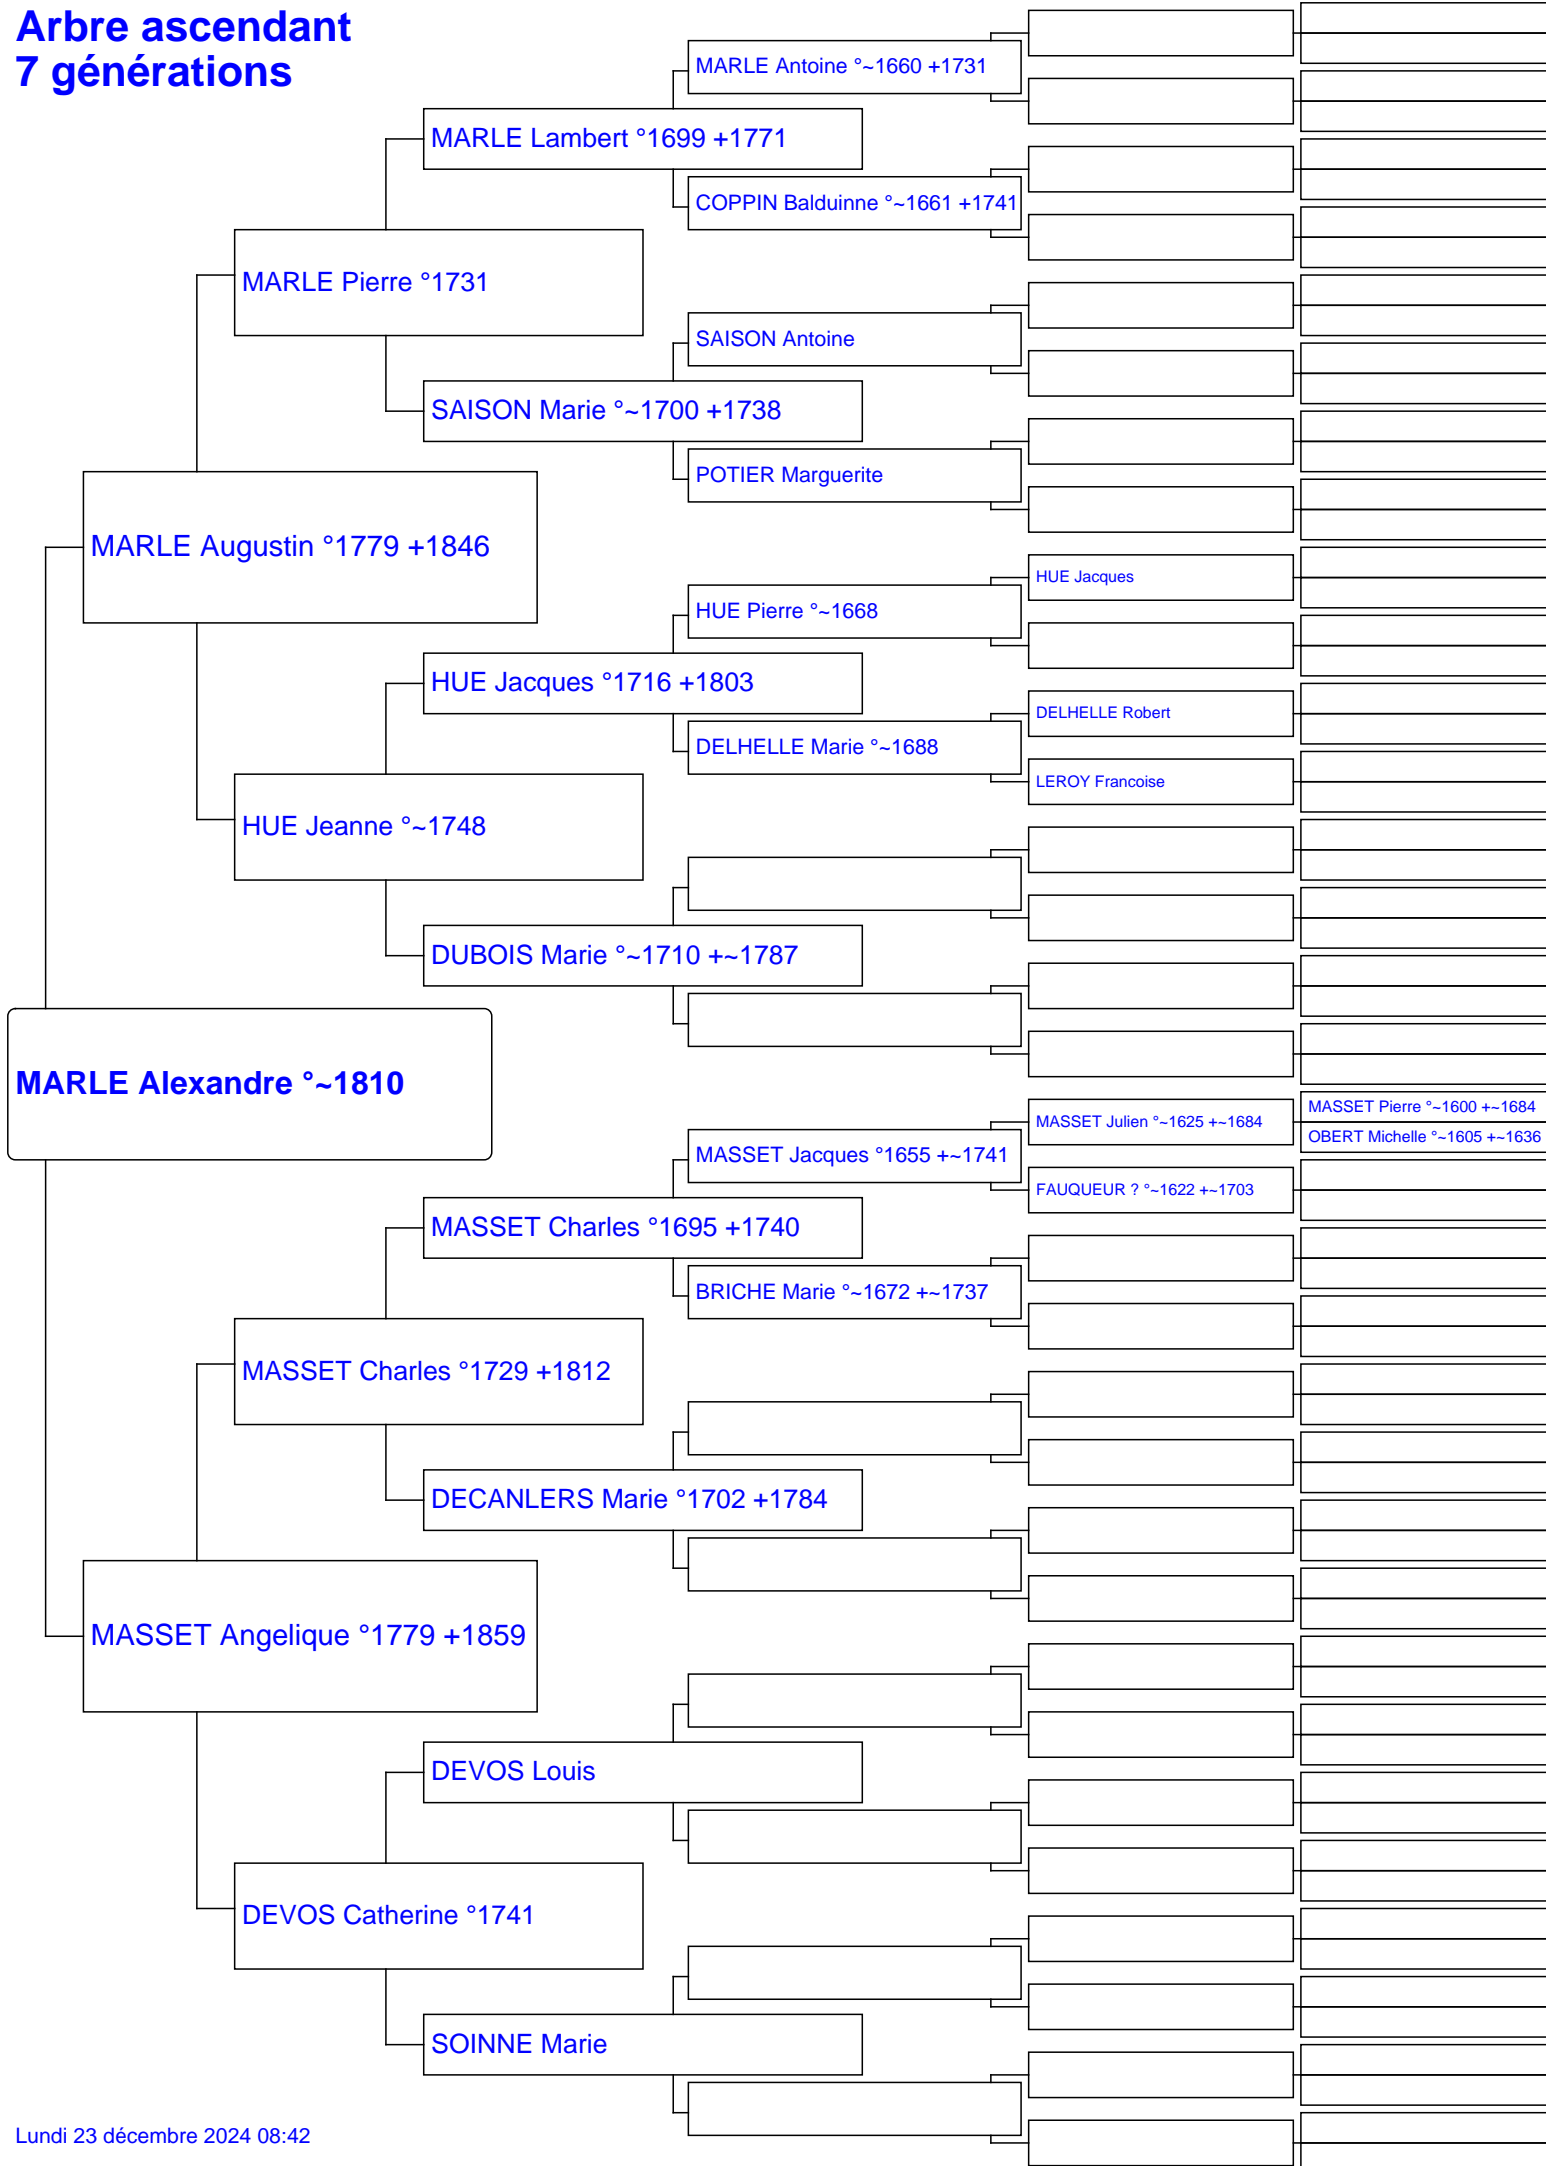 Arbre ascendant
7 générations
MARLE Antoine °~1660 +1731
MARLE Lambert °1699 +1771
COPPIN Balduinne °~1661 +1741
MARLE Pierre °1731
SAISON Antoine
SAISON Marie °~1700 +1738
POTIER Marguerite
MARLE Augustin °1779 +1846
HUE Jacques
HUE Pierre °~1668
HUE Jacques °1716 +1803
DELHELLE Robert
DELHELLE Marie °~1688
LEROY Francoise
HUE Jeanne °~1748
DUBOIS Marie °~1710 +~1787
MARLE Alexandre °~1810
MASSET Pierre °~1600 +~1684
MASSET Julien °~1625 +~1684
OBERT Michelle °~1605 +~1636
MASSET Jacques °1655 +~1741
FAUQUEUR ? °~1622 +~1703
MASSET Charles °1695 +1740
BRICHE Marie °~1672 +~1737
MASSET Charles °1729 +1812
DECANLERS Marie °1702 +1784
MASSET Angelique °1779 +1859
DEVOS Louis
DEVOS Catherine °1741
SOINNE Marie
Lundi 23 décembre 2024 08:42